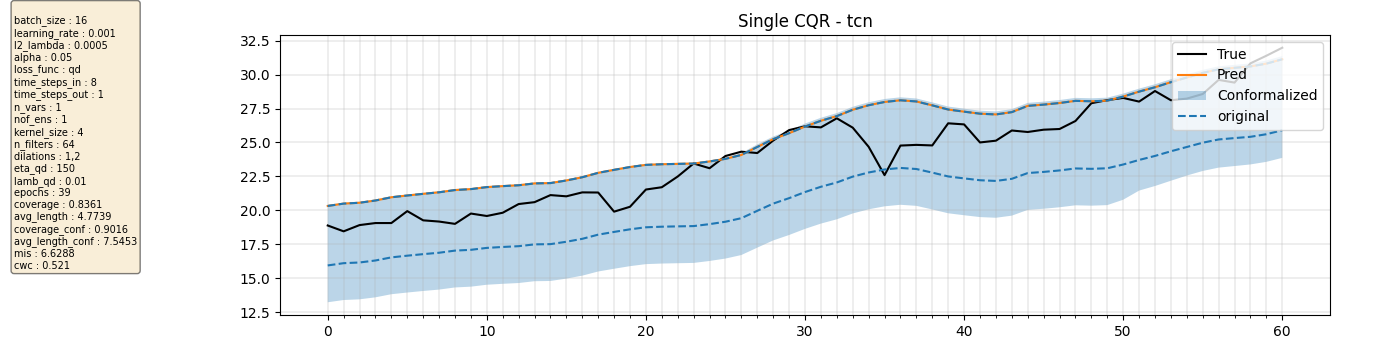 batch_size : 16
learning_rate : 0.001
l2_lambda : 0.0005
alpha : 0.05
loss_func : qd
time_steps_in : 8
time_steps_out : 1
n_vars : 1
nof_ens : 1
kernel_size : 4
n_filters : 64
dilations : 1,2
eta_qd : 150
lamb_qd : 0.01
epochs : 39
coverage : 0.8361
avg_length : 4.7739
coverage_conf : 0.9016
avg_length_conf : 7.5453
mis : 6.6288
cwc : 0.521
Single CQR - tcn
32.5
30.0
27.5
25.0
22.5
20.0
17.5
15.0
12.5
True
Pred
Conformalized
original
0 10 20 30 40 50 60